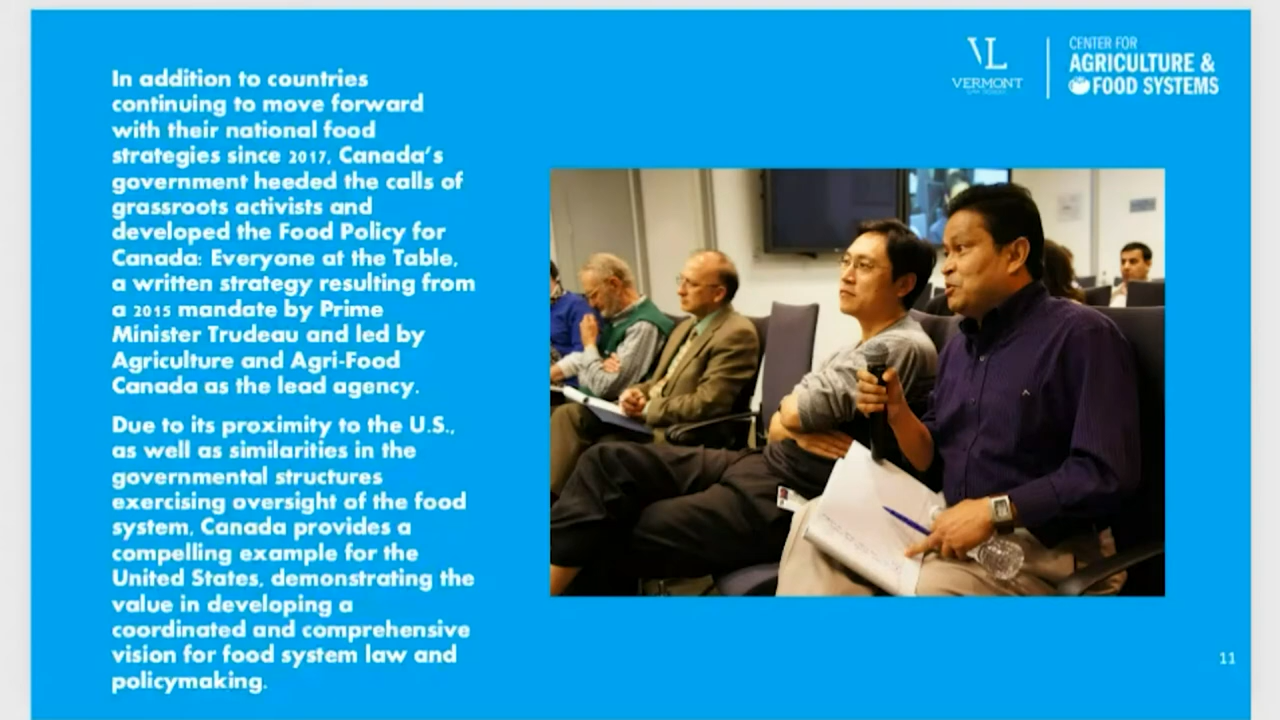 In addition to countries
continuing to move forward
with their national food
strategies since 2017, Canada's
government heeded the calls of
grassroots activists and
developed the Food Policy for
Canada: Everyone at the Table,
a written strategy resulting from
a 2015 mandate by Prime
Minister Trudeau and led by
Agriculture and Agri-Food
Canada as the lead agency.
Due to its proximity to the U.S.,
as well as similarities in the
governmental structures
exercising oversight of the food
system, Canada provides a
compelling example for the
United States, demonstrating the
value in developing a
coordinated and comprehensive
vision for food system law and
policymaking.
VL
VERMONT
LAW SCHOOL
CENTER FOR
AGRICULTURE &
FOOD SYSTEMS
11